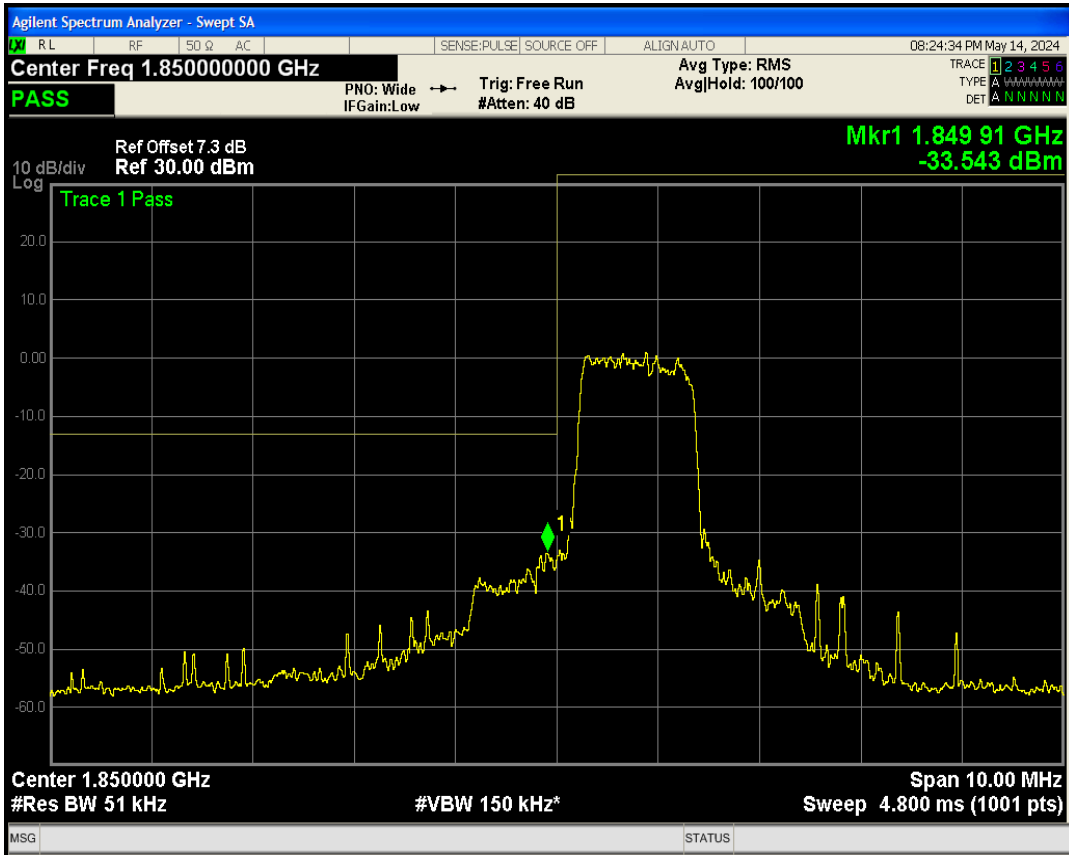 Agilent Spectrum Analyzer - Swept SA
LXI RL RF 50 Ω AC SENSE:PULSE SOURCE OFF ALIGN AUTO 08:24:34 PM May 14, 2024
Center Freq 1.850000000 GHz
PASS
PNO: Wide
IFGain:Low
Trig: Free Run
#Atten: 40 dB
Avg Type: RMS
Avg|Hold: 100/100
TRACE 1 2 3 4 5 6
TYPE A WWWWW
DET A N N N N N
Mkr1 1.849 91 GHz
-33.543 dBm
Ref Offset 7.3 dB
10 dB/div Ref 30.00 dBm
Log
Trace 1 Pass
20.0
10.0
0.00
-10.0
-20.0
-30.0
1
-40.0
-50.0
-60.0
Center 1.850000 GHz Span 10.00 MHz
#Res BW 51 kHz #VBW 150 kHz* Sweep 4.800 ms (1001 pts)
MSG STATUS